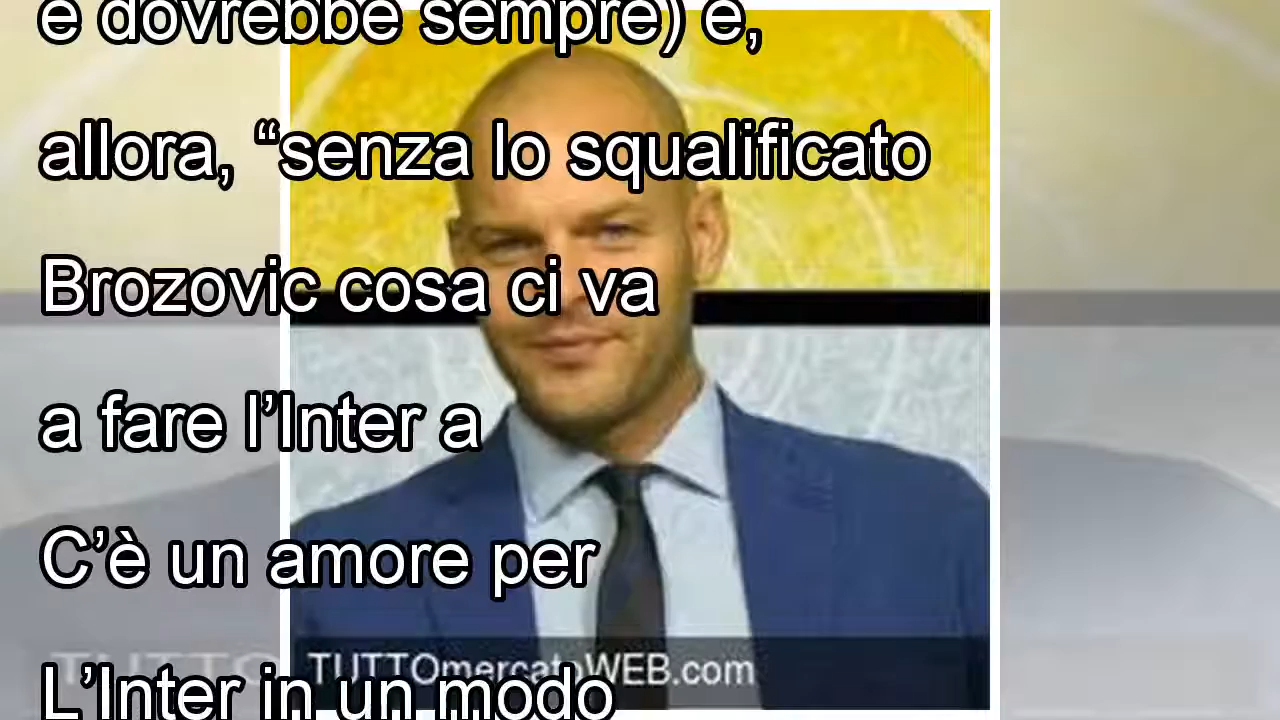 e dovrebbe sempre) e,
allora, “senza lo squalificato
Brozovic cosa ci va
a fare l’Inter a
C’è un amore per
TUTTOmercatoWEB.com
L’Inter in un modo